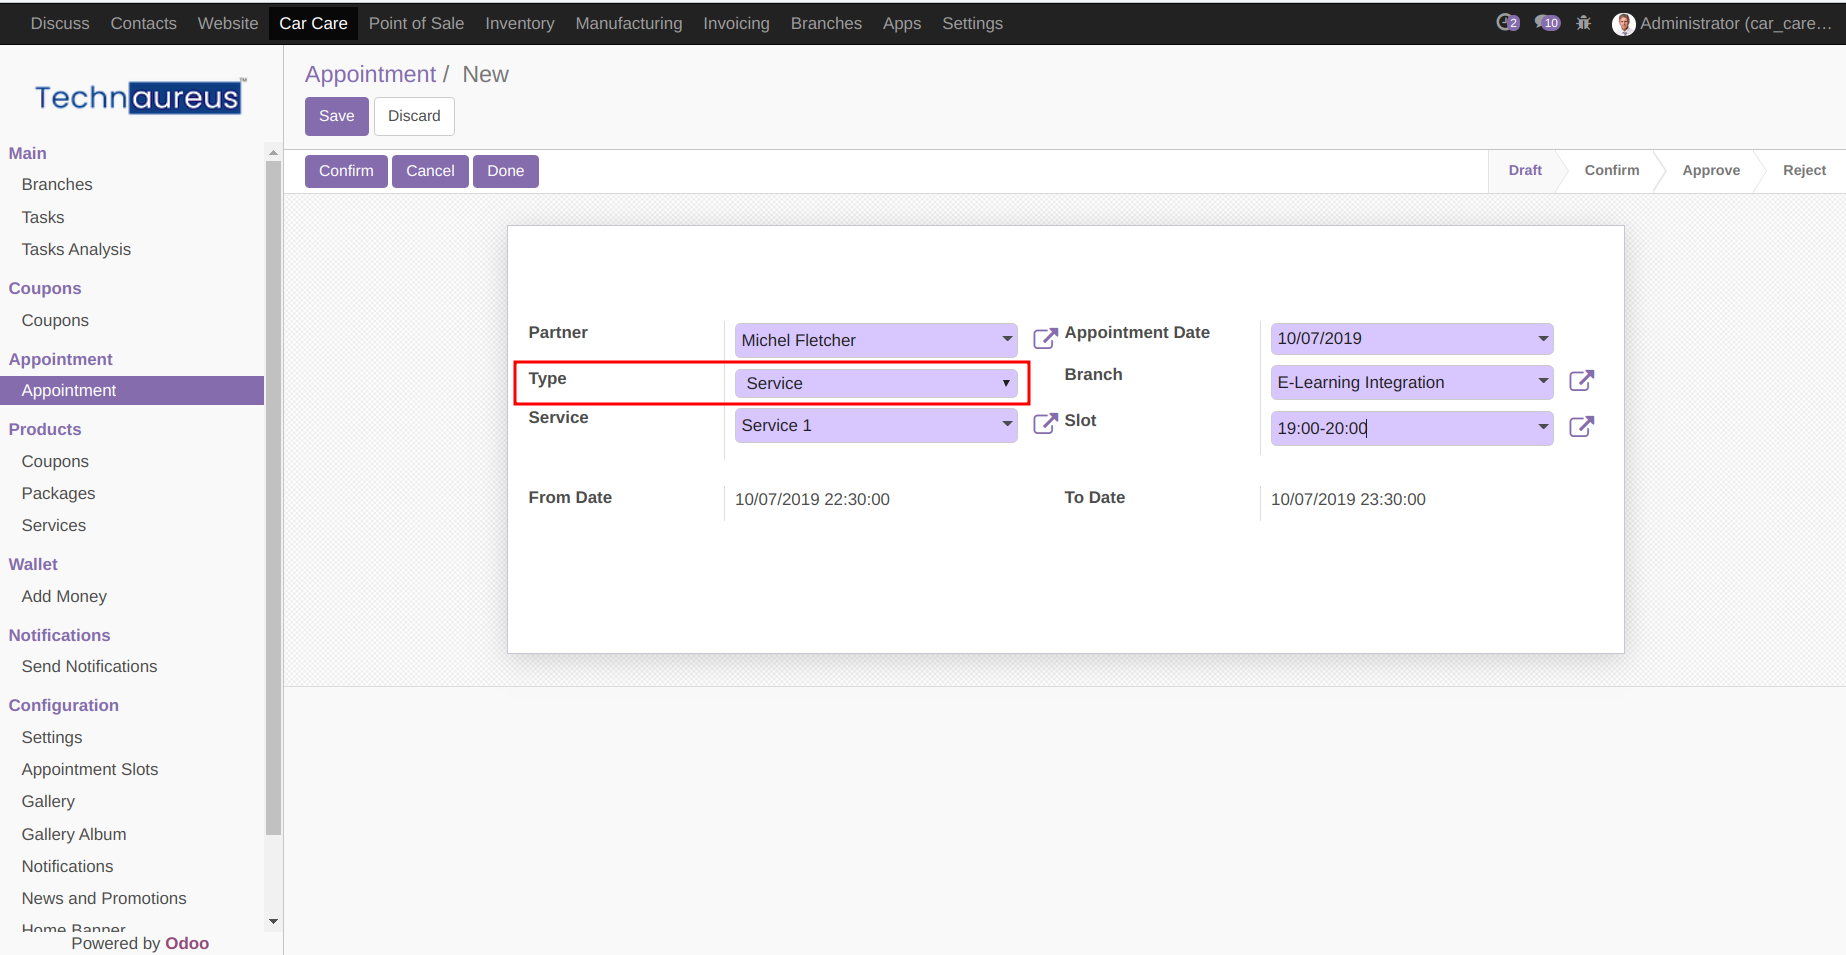 Discuss Contacts Website Car Care Point of Sale Inventory Manufacturing Invoicing Branches Apps Settings 2 10 Administrator (car_care...
Technaureus™
Main
Branches
Tasks
Tasks Analysis
Coupons
Coupons
Appointment
Appointment
Products
Coupons
Packages
Services
Wallet
Add Money
Notifications
Send Notifications
Configuration
Settings
Appointment Slots
Gallery
Gallery Album
Notifications
News and Promotions
Home Banner
Powered by Odoo
Appointment / New
Save Discard
Confirm Cancel Done Draft Confirm Approve Reject
Partner Michel Fletcher Appointment Date 10/07/2019
Type Service Branch E-Learning Integration
Service Service 1 Slot 19:00-20:00
From Date 10/07/2019 22:30:00 To Date 10/07/2019 23:30:00